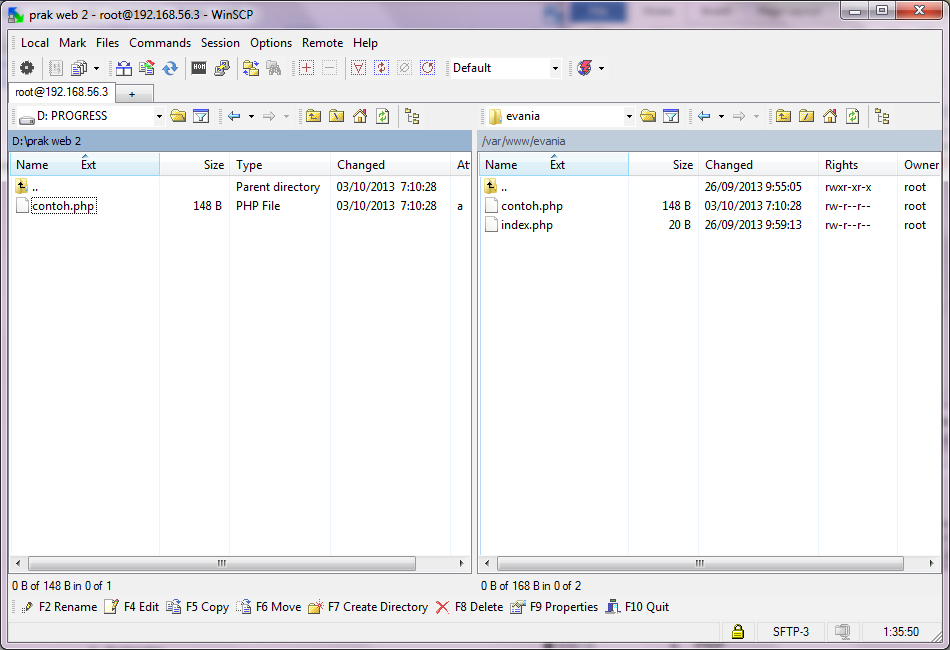 prak web 2 - root@192.168.56.3 - WinSCP
Local Mark Files Commands Session Options Remote Help
Default
root@192.168.56.3 +
D: PROGRESS evania
D:\prak web 2 /var/www/evania
Name Ext Size Type Changed At Name Ext Size Changed Rights Owner
.. Parent directory 03/10/2013 7:10:28 .. 26/09/2013 9:55:05 rwxr-xr-x root
contoh.php 148 B PHP File 03/10/2013 7:10:28 a contoh.php 148 B 03/10/2013 7:10:28 rw-r--r-- root
index.php 20 B 26/09/2013 9:59:13 rw-r--r-- root
0 B of 148 B in 0 of 1 0 B of 168 B in 0 of 2
F2 Rename F4 Edit F5 Copy F6 Move F7 Create Directory F8 Delete F9 Properties F10 Quit
SFTP-3 1:35:50